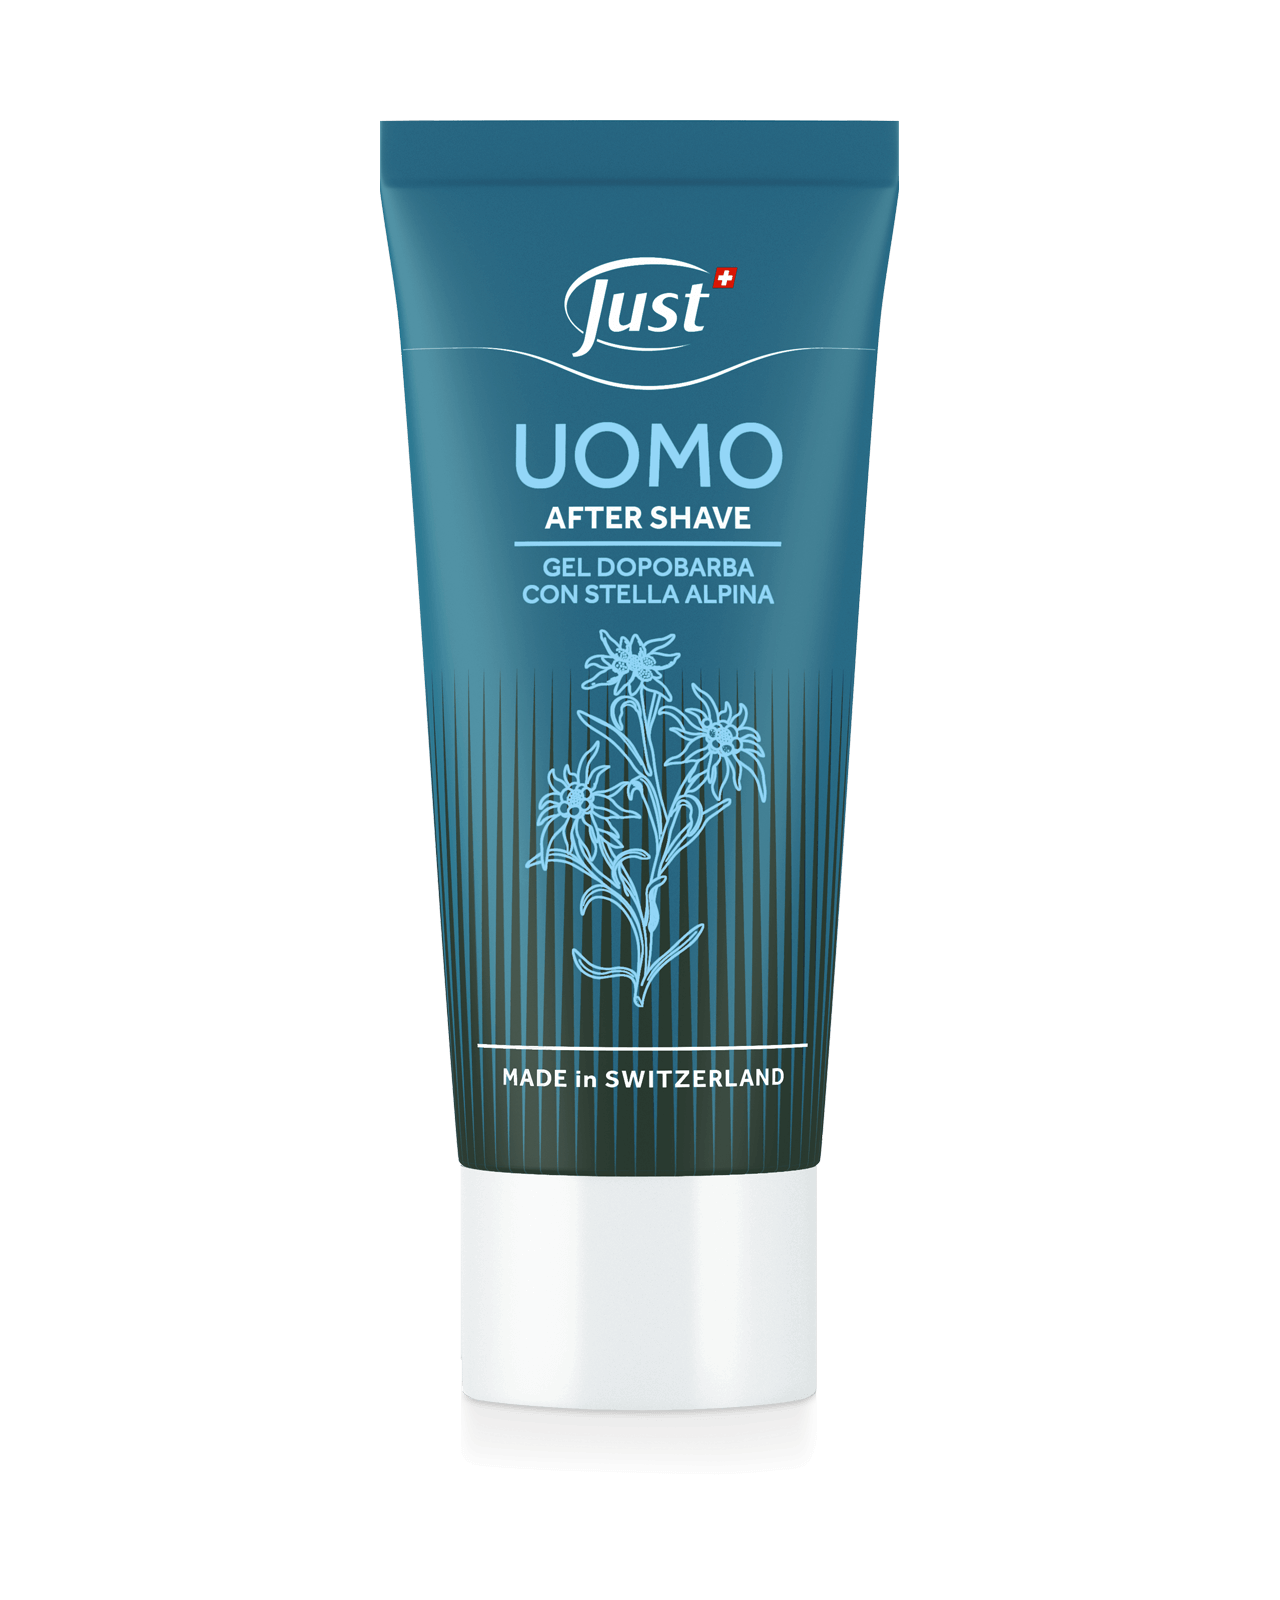 Just
UOMO
AFTER SHAVE
GEL DOPOBARBA
CON STELLA ALPINA
MADE in SWITZERLAND